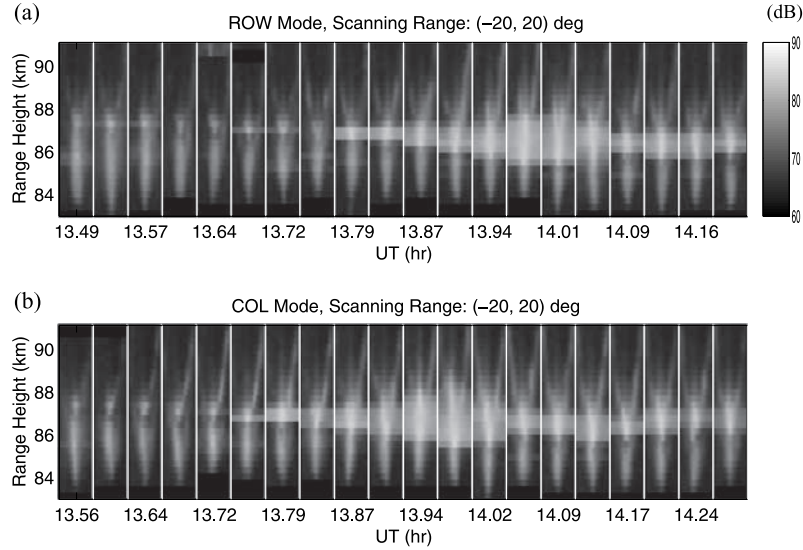 (a)
ROW Mode, Scanning Range: (−20, 20) deg
(dB)
Range Height (km)
90
88
86
84
90
80
70
60
13.49 13.57 13.64 13.72 13.79 13.87 13.94 14.01 14.09 14.16
UT (hr)
(b)
COL Mode, Scanning Range: (−20, 20) deg
Range Height (km)
90
88
86
84
13.56 13.64 13.72 13.79 13.87 13.94 14.02 14.09 14.17 14.24
UT (hr)